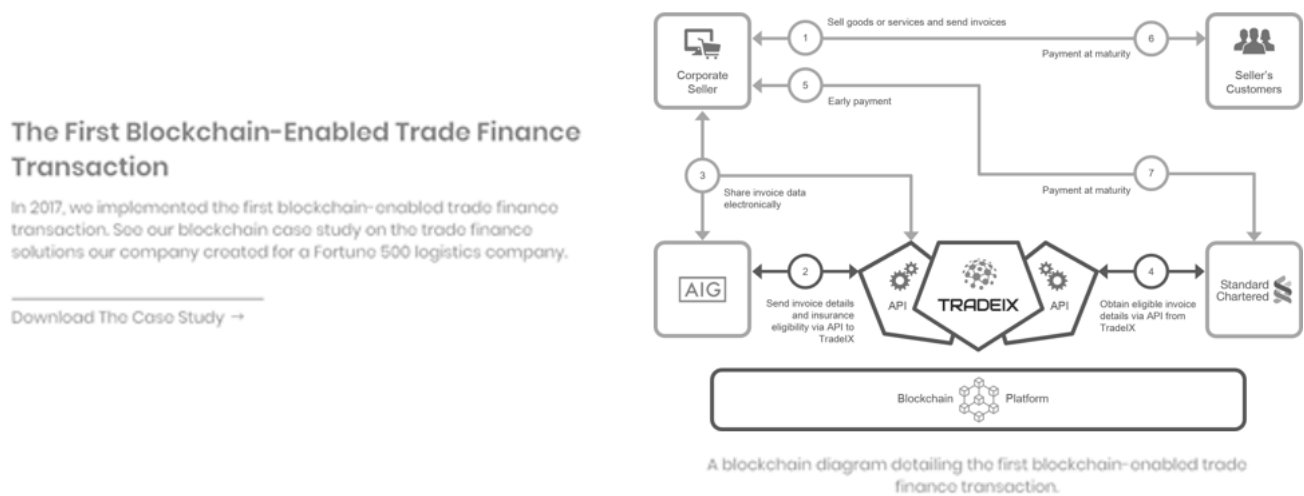 The First Blockchain-Enabled Trade Finance
Transaction
In 2017, we implemented the first blockchain-enabled trade finance
transaction. See our blockchain case study on the trade finance
solutions our company created for a Fortune 500 logistics company.
Download The Case Study →
1
Sell goods or services and send invoices
6
Payment at maturity
Corporate
Seller
Seller's
Customers
5
Early payment
3
Share invoice data
electronically
7
Payment at maturity
AIG
2
Send invoice details
and insurance
eligibility via API to
TradeIX
API
TRADEIX
API
4
Obtain eligible invoice
details via API from
TradeIX
Standard
Chartered
Blockchain Platform
A blockchain diagram detailing the first blockchain-enabled trade
finance transaction.